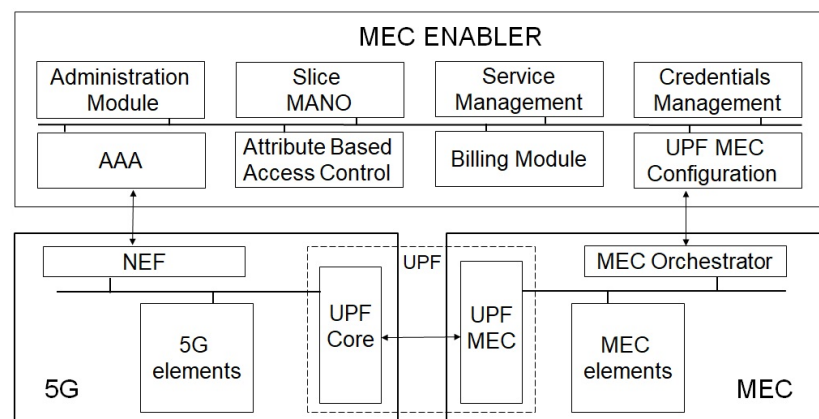 MEC ENABLER
Administration
Module
Slice
MANO
Service
Management
Credentials
Management
AAA
Attribute Based
Access Control
Billing Module
UPF MEC
Configuration
NEF
UPF
MEC Orchestrator
UPF
Core
UPF
MEC
5G
elements
MEC
elements
5G
MEC